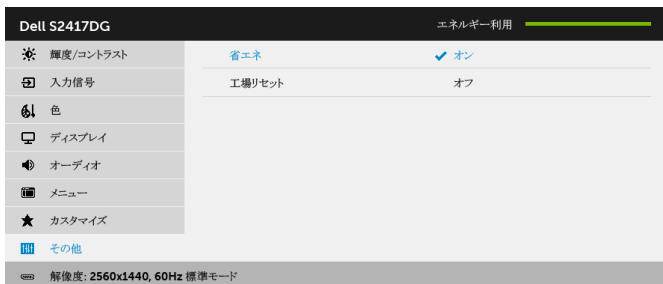 Dell S2417DG エネルギー利用
輝度/コントラスト 省エネ オン
入力信号 工場リセット オフ
色
ディスプレイ
オーディオ
メニュー
カスタマイズ
その他
解像度: 2560x1440, 60Hz 標準モード